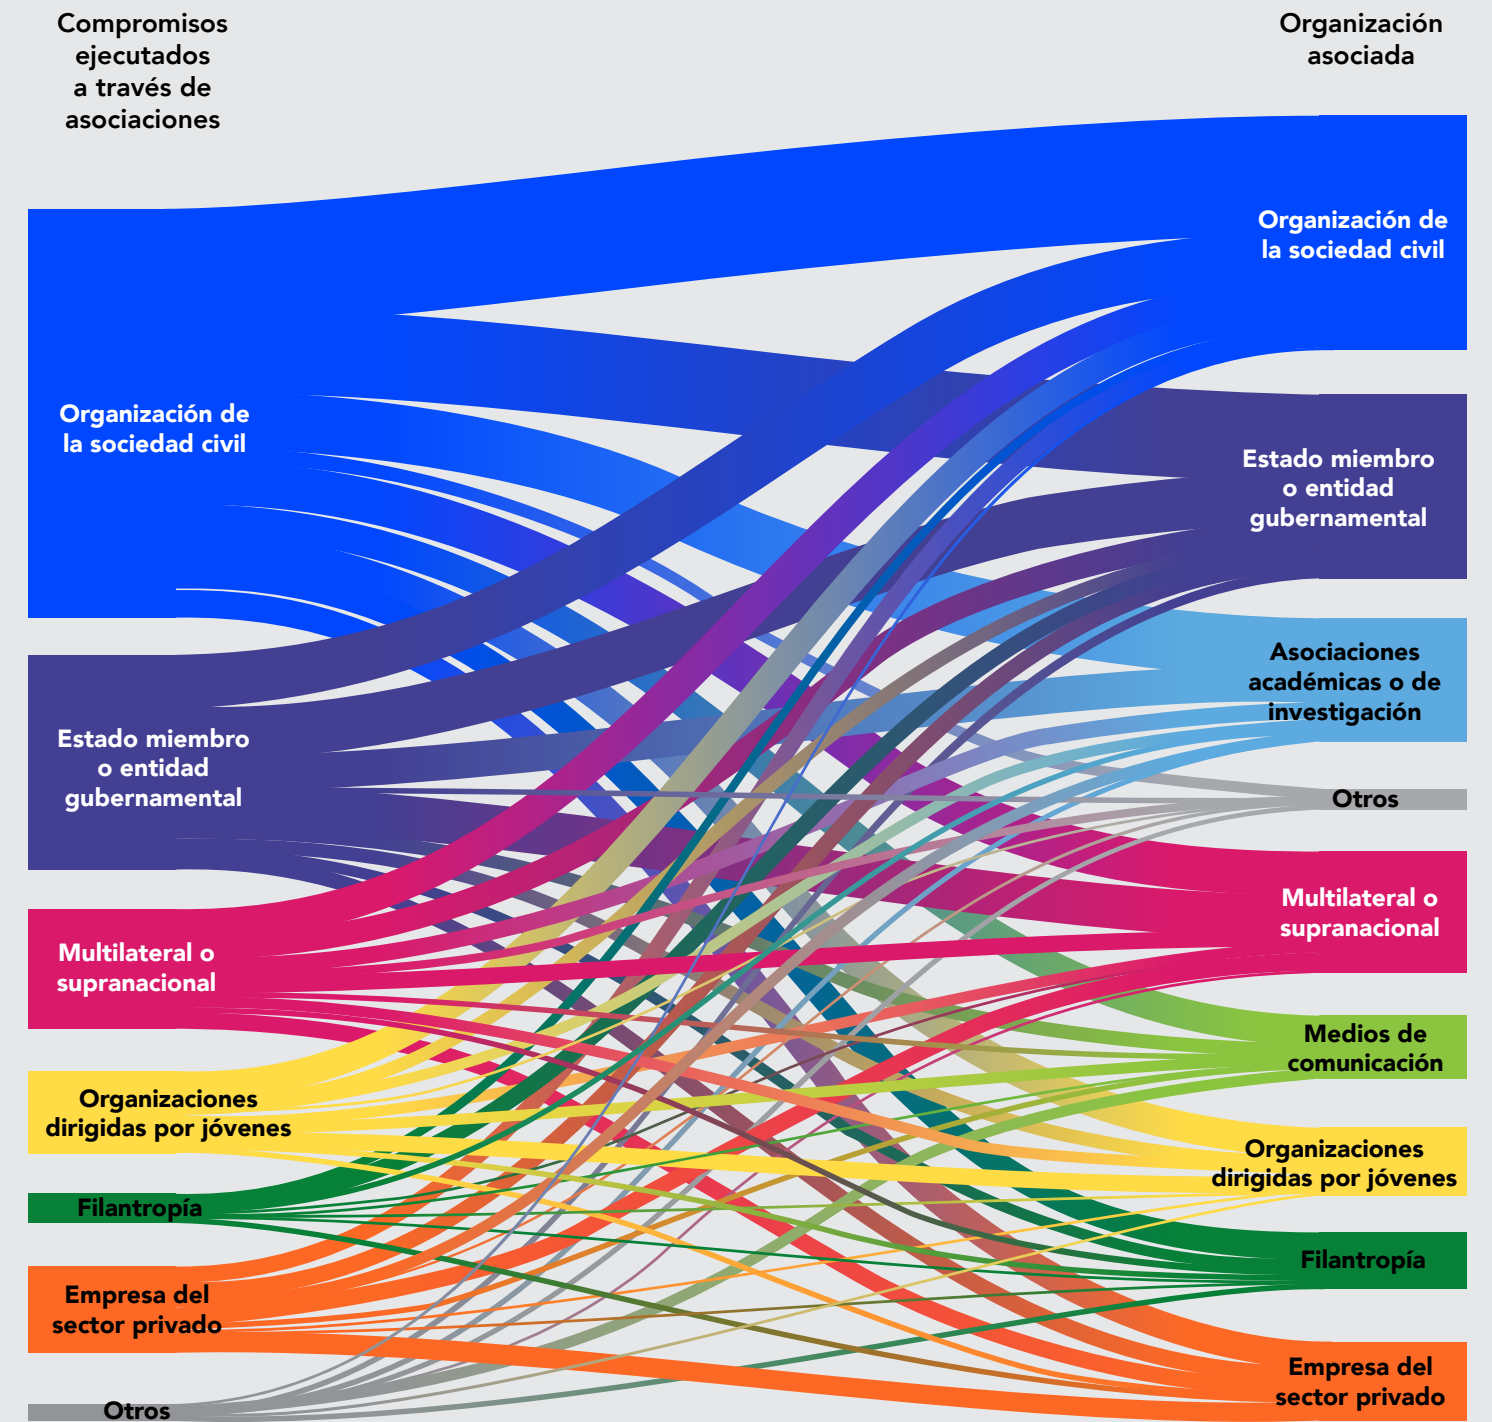 Compromisos
ejecutados
a través de
asociaciones
Organización
asociada
Organización de
la sociedad civil
Estado miembro
o entidad
gubernamental
Multilateral o
supranacional
Organizaciones
dirigidas por jóvenes
Filantropía
Empresa del
sector privado
Otros
Organización de
la sociedad civil
Estado miembro
o entidad
gubernamental
Asociaciones
académicas o de
investigación
Otros
Multilateral o
supranacional
Medios de
comunicación
Organizaciones
dirigidas por jóvenes
Filantropía
Empresa del
sector privado